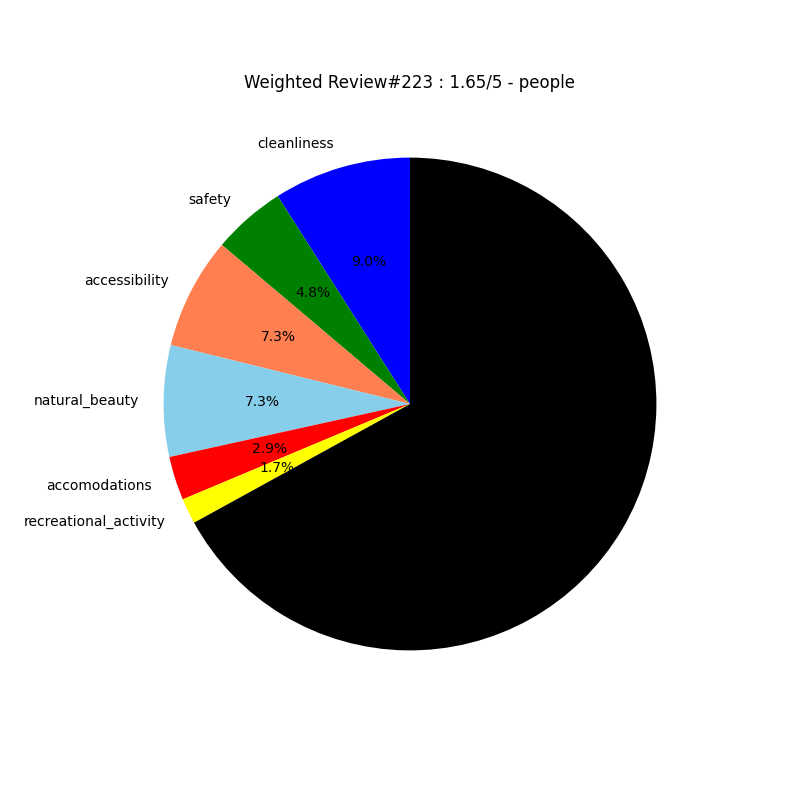 Weighted Review#223 : 1.65/5 - people
cleanliness
safety
9.0%
accessibility
4.8%
7.3%
natural_beauty
7.3%
2.9%
1.7%
accomodations
recreational_activity